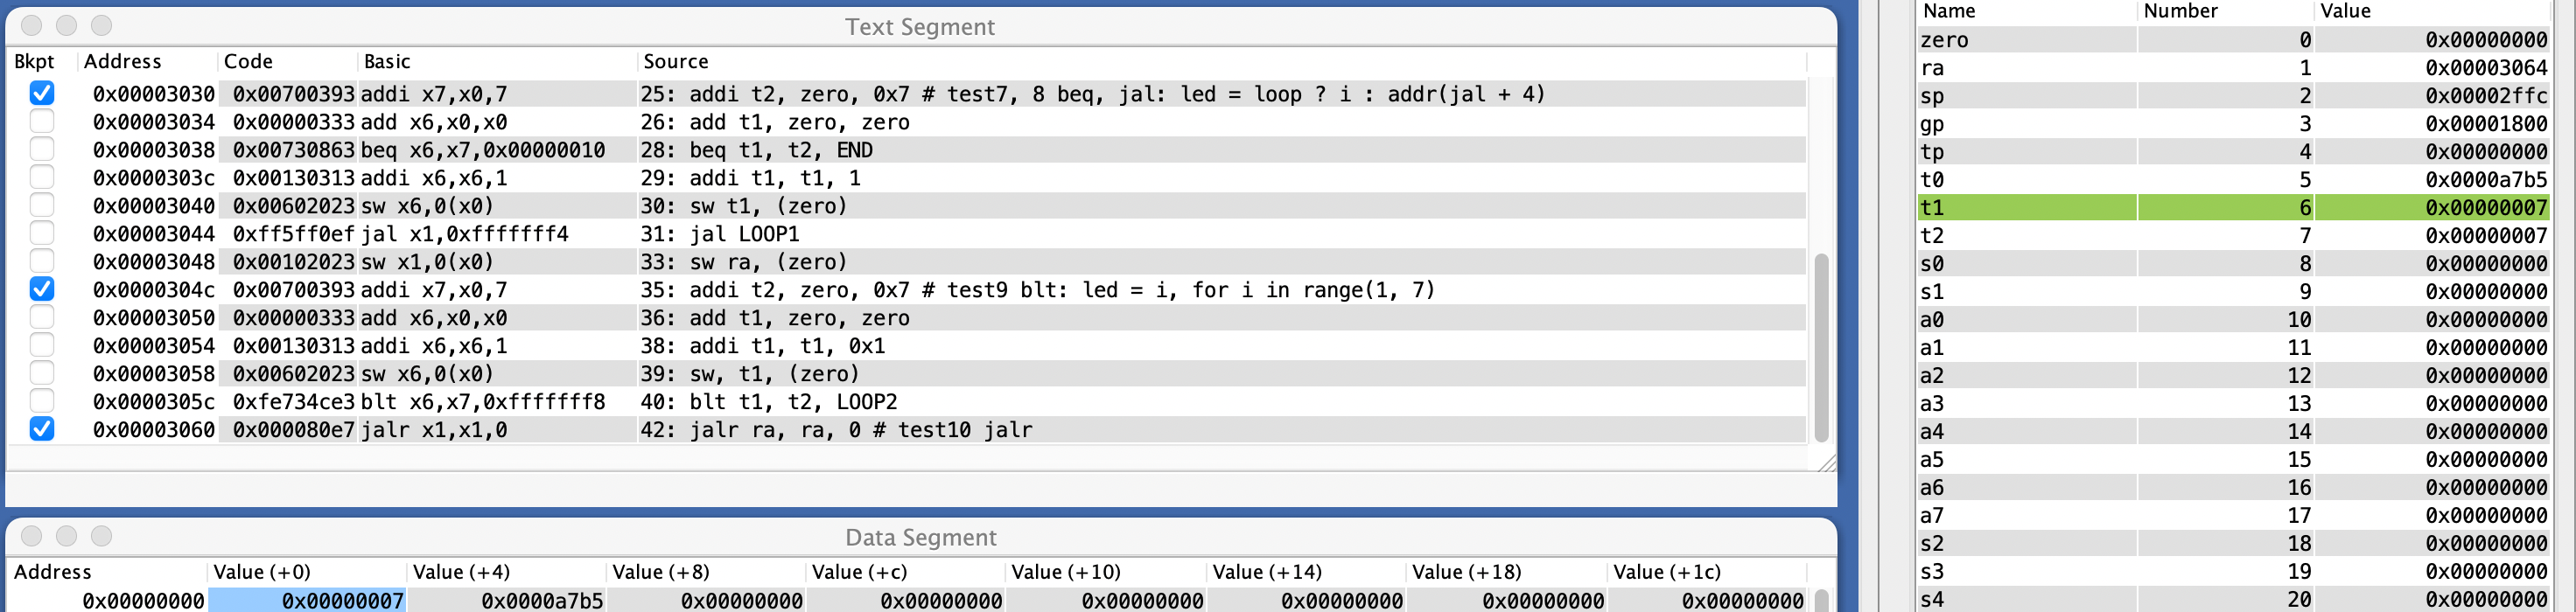 Text Segment
Bkpt Address Code Basic Source
0x00003030 0x00700393 addi x7,x0,7 25: addi t2, zero, 0x7 # test7, 8 beq, jal: led = loop ? i : addr(jal + 4)
0x00003034 0x00000333 add x6,x0,x0 26: add t1, zero, zero
0x00003038 0x00730863 beq x6,x7,0x00000010 28: beq t1, t2, END
0x0000303c 0x00130313 addi x6,x6,1 29: addi t1, t1, 1
0x00003040 0x00602023 sw x6,0(x0) 30: sw t1, (zero)
0x00003044 0xff5ff0ef jal x1,0xfffffff4 31: jal LOOP1
0x00003048 0x00102023 sw x1,0(x0) 33: sw ra, (zero)
0x0000304c 0x00700393 addi x7,x0,7 35: addi t2, zero, 0x7 # test9 blt: led = i, for i in range(1, 7)
0x00003050 0x00000333 add x6,x0,x0 36: add t1, zero, zero
0x00003054 0x00130313 addi x6,x6,1 38: addi t1, t1, 0x1
0x00003058 0x00602023 sw x6,0(x0) 39: sw, t1, (zero)
0x0000305c 0xfe734ce3 blt x6,x7,0xfffffff8 40: blt t1, t2, LOOP2
0x00003060 0x000080e7 jalr x1,x1,0 42: jalr ra, ra, 0 # test10 jalr
Data Segment
Address Value (+0) Value (+4) Value (+8) Value (+c) Value (+10) Value (+14) Value (+18) Value (+1c)
0x00000000 0x00000007 0x0000a7b5 0x00000000 0x00000000 0x00000000 0x00000000 0x00000000 0x00000000
Name Number Value
zero 0 0x00000000
ra 1 0x00003064
sp 2 0x00002ffc
gp 3 0x00001800
tp 4 0x00000000
t0 5 0x0000a7b5
t1 6 0x00000007
t2 7 0x00000007
s0 8 0x00000000
s1 9 0x00000000
a0 10 0x00000000
a1 11 0x00000000
a2 12 0x00000000
a3 13 0x00000000
a4 14 0x00000000
a5 15 0x00000000
a6 16 0x00000000
a7 17 0x00000000
s2 18 0x00000000
s3 19 0x00000000
s4 20 0x00000000